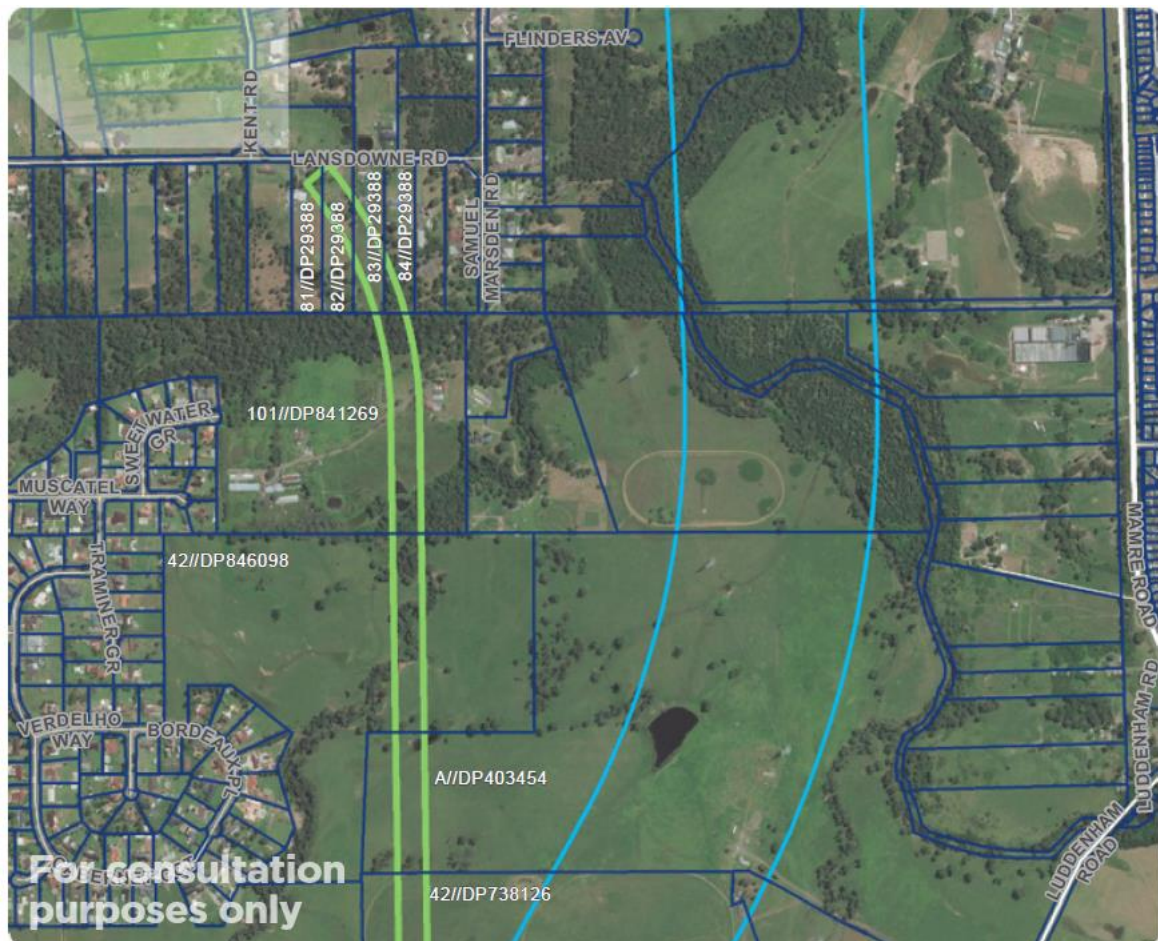 FLINDERS AV
KENT RD
LANSDOWNE RD
81//DP29388
82//DP29388
83//DP29388
84//DP29388
SAMUEL
MARSDEN RD
101//DP841269
SWEETWATER
GR
MUSCATEL
WAY
42//DP846098
TRAMINER GR
MAMRE ROAD
VERDELHO
WAY
BORDEAUX PL
LUDDENHAM RD
A//DP403454
LUDDENHAM
ROAD
For consultation
purposes only
42//DP738126